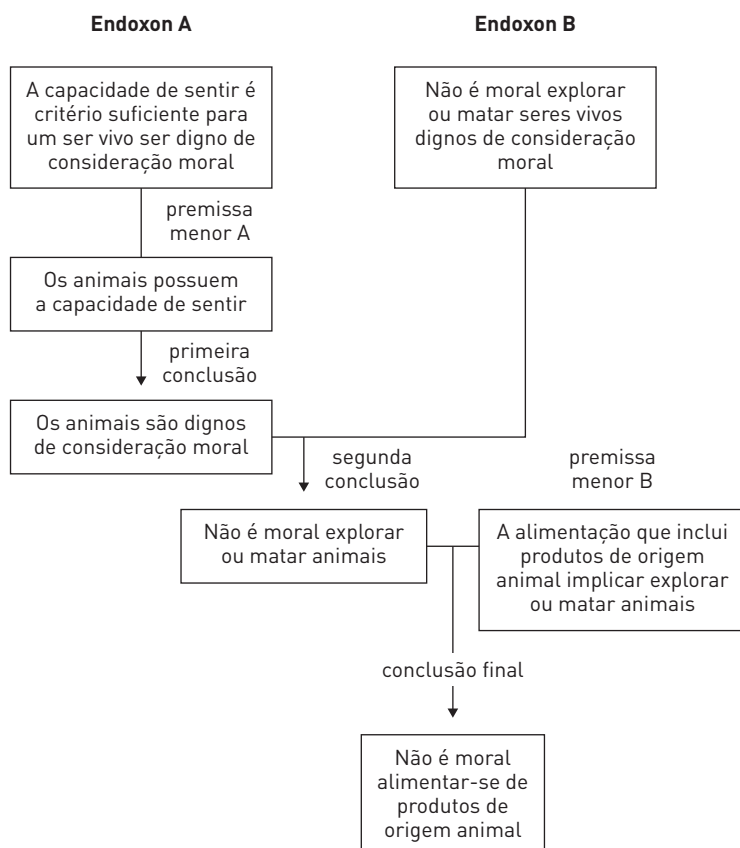 Endoxon A
Endoxon B
A capacidade de sentir é
critério suficiente para
um ser vivo ser digno de
consideração moral
Não é moral explorar
ou matar seres vivos
dignos de consideração
moral
premissa
menor A
Os animais possuem
a capacidade de sentir
primeira
conclusão
Os animais são dignos
de consideração moral
segunda
conclusão
premissa
menor B
Não é moral explorar
ou matar animais
A alimentação que inclui
produtos de origem
animal implicar explorar
ou matar animais
conclusão final
Não é moral
alimentar-se de
produtos de
origem animal